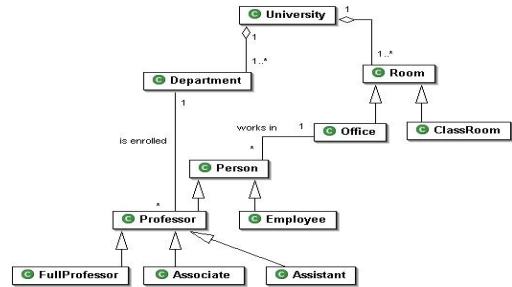 C University
1
1
1..*
1..*
C Room
C Department
1
works in
1
C Office
C ClassRoom
is enrolled
*
C Person
*
C Professor
C Employee
C FullProfessor
C Associate
C Assistant